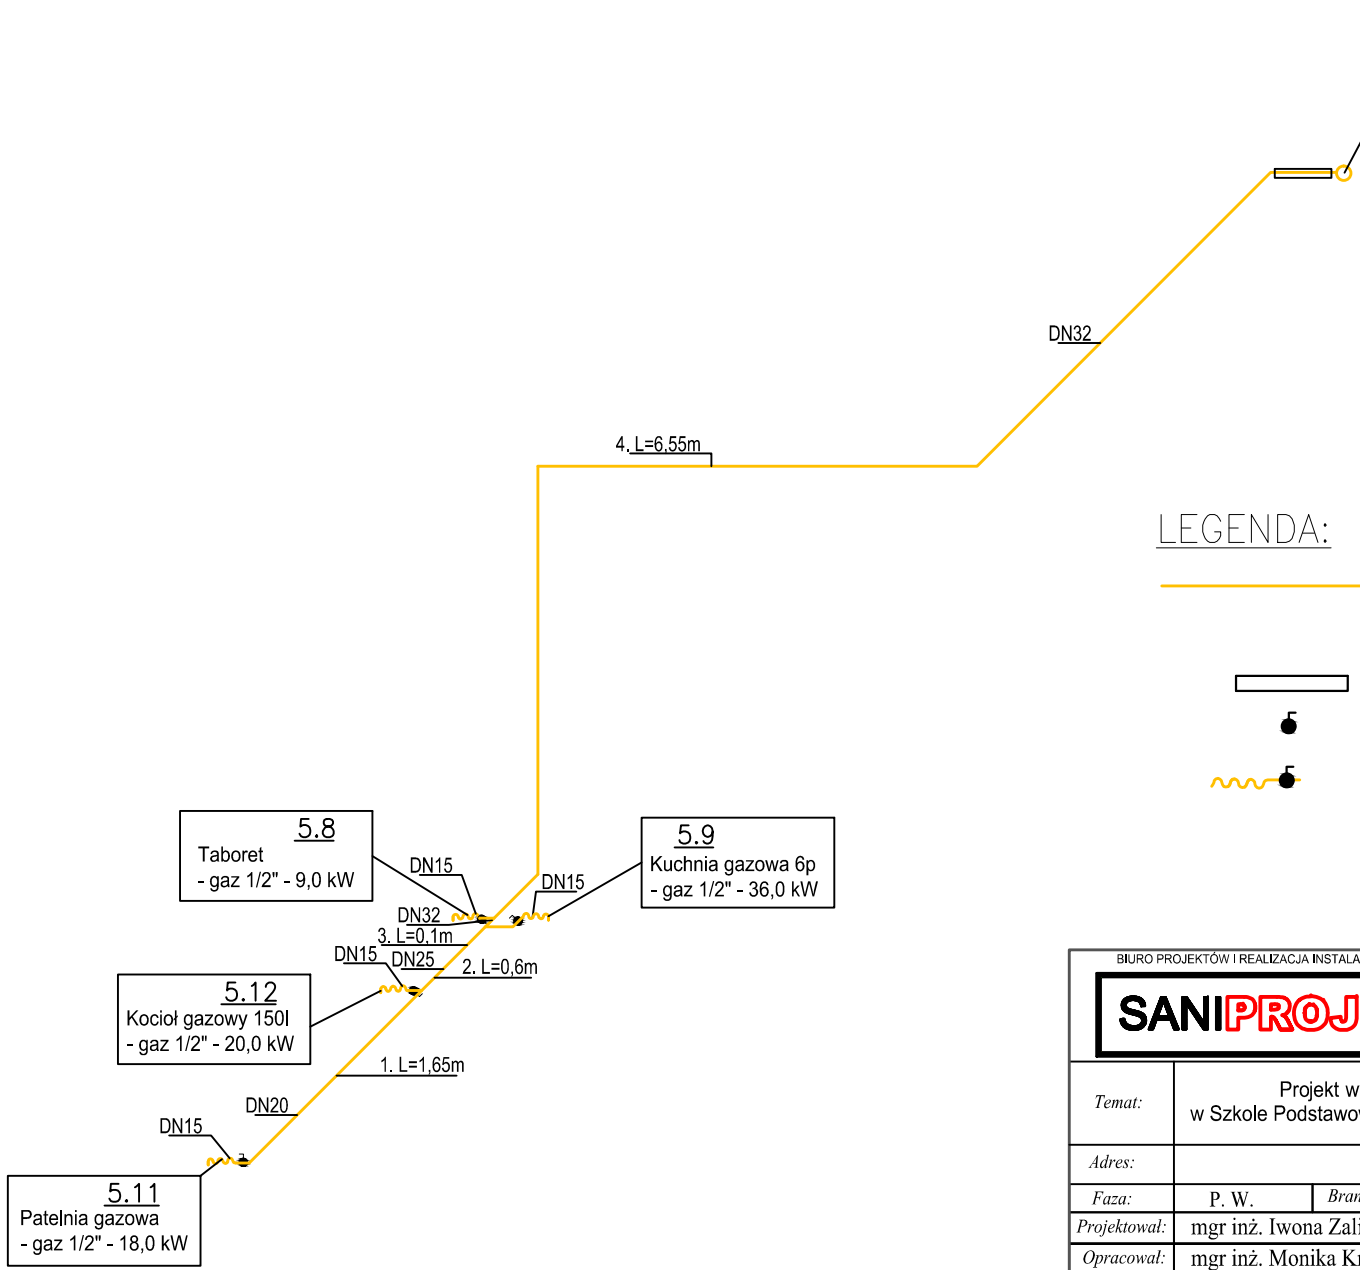 DN32
4. L=6,55m
LEGENDA:
5.8
Taboret
- gaz 1/2" - 9,0 kW
DN15
5.9
Kuchnia gazowa 6p
- gaz 1/2" - 36,0 kW
DN15
DN32
3. L=0,1m
DN15
DN25
2. L=0,6m
5.12
Kocioł gazowy 150l
- gaz 1/2" - 20,0 kW
1. L=1,65m
DN20
DN15
5.11
Patelnia gazowa
- gaz 1/2" - 18,0 kW
BIURO PROJEKTÓW I REALIZACJA INSTALA
SANIPROJ
Temat:
Projekt w
w Szkole Podstawo
Adres:
Faza:
P. W.
Bran
Projektował:
mgr inż. Iwona Zali
Opracował:
mgr inż. Monika Kr